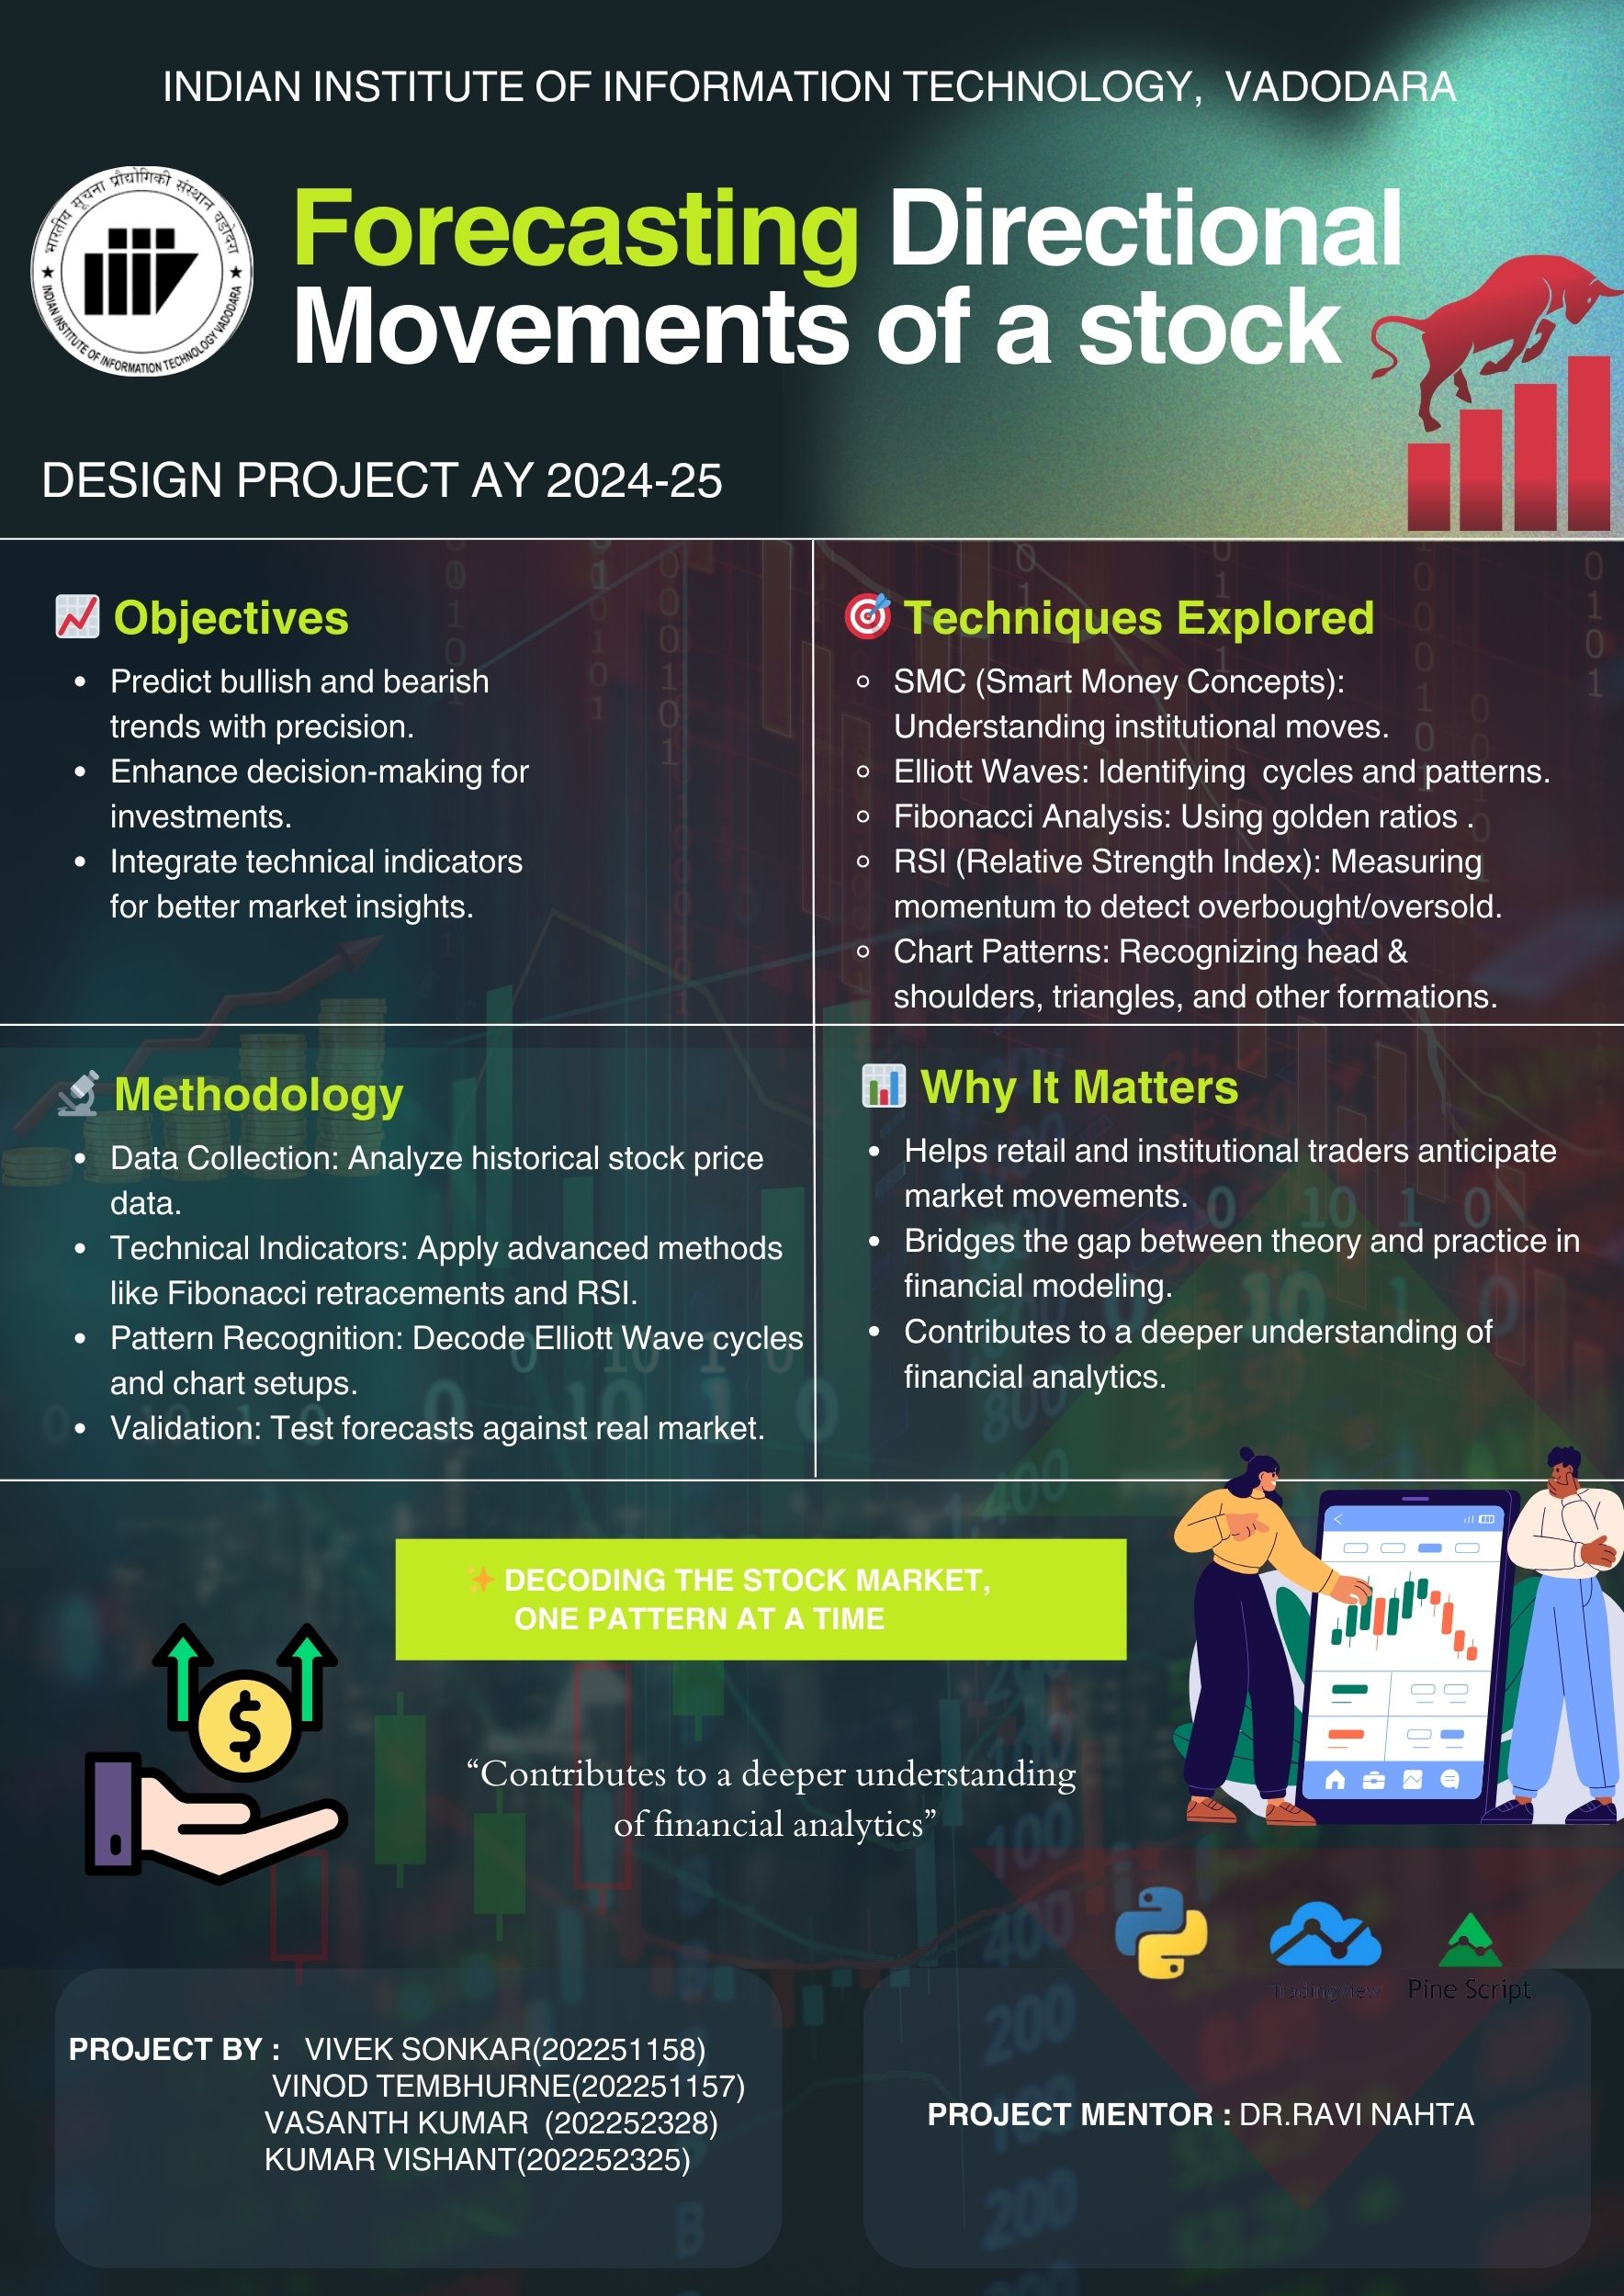 INDIAN INSTITUTE OF INFORMATION TECHNOLOGY, VADODARA
भारतीय सूचना प्रौद्योगिकी संस्थान वडोदरा
INDIAN INSTITUTE OF INFORMATION TECHNOLOGY VADODARA
Forecasting Directional
Movements of a stock
DESIGN PROJECT AY 2024-25
Objectives
• Predict bullish and bearish
trends with precision.
• Enhance decision-making for
investments.
• Integrate technical indicators
for better market insights.
Techniques Explored
◦ SMC (Smart Money Concepts):
Understanding institutional moves.
◦ Elliott Waves: Identifying  cycles and patterns.
◦ Fibonacci Analysis: Using golden ratios .
◦ RSI (Relative Strength Index): Measuring
momentum to detect overbought/oversold.
◦ Chart Patterns: Recognizing head &
shoulders, triangles, and other formations.
Methodology
• Data Collection: Analyze historical stock price
data.
• Technical Indicators: Apply advanced methods
like Fibonacci retracements and RSI.
• Pattern Recognition: Decode Elliott Wave cycles
and chart setups.
• Validation: Test forecasts against real market.
Why It Matters
• Helps retail and institutional traders anticipate
market movements.
• Bridges the gap between theory and practice in
financial modeling.
• Contributes to a deeper understanding of
financial analytics.
✨ DECODING THE STOCK MARKET,
ONE PATTERN AT A TIME
“Contributes to a deeper understanding
of financial analytics”
TradingView
Pine Script
PROJECT BY :   VIVEK SONKAR(202251158)
VINOD TEMBHURNE(202251157)
VASANTH KUMAR  (202252328)
KUMAR VISHANT(202252325)
PROJECT MENTOR : DR.RAVI NAHTA